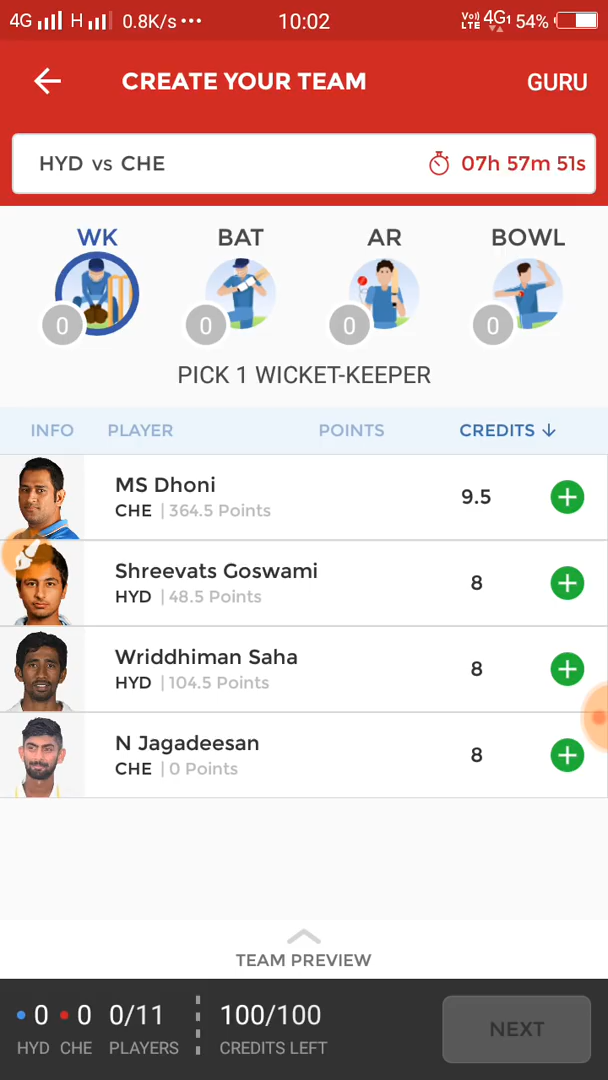 4G H 0.8K/s ••• 10:02 VoLTE 4G1 54%
CREATE YOUR TEAM GURU
HYD vs CHE 07h 57m 51s
WK BAT AR BOWL
0 0 0 0
PICK 1 WICKET-KEEPER
INFO PLAYER POINTS CREDITS ↓
MS Dhoni
CHE | 364.5 Points 9.5
Shreevats Goswami
HYD | 48.5 Points 8
Wriddhiman Saha
HYD | 104.5 Points 8
N Jagadeesan
CHE | 0 Points 8
TEAM PREVIEW
0 0 0/11 100/100 NEXT
HYD CHE PLAYERS CREDITS LEFT